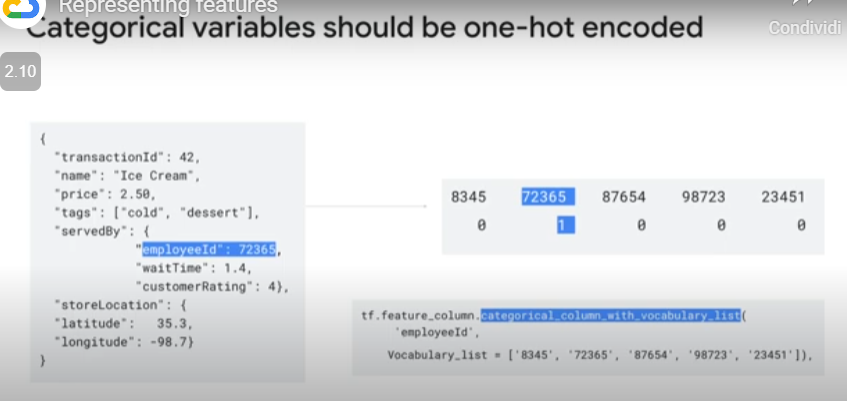 Representing features
Categorical variables should be one-hot encoded
Condividi
2.10
{
"transactionId": 42,
"name": "Ice Cream",
"price": 2.50,
"tags": ["cold", "dessert"],
"servedBy": {
"employeeId": 72365,
"waitTime": 1.4,
"customerRating": 4},
"storeLocation": {
"latitude": 35.3,
"longitude": -98.7}
}
8345 72365 87654 98723 23451
0 1 0 0 0
tf.feature_column.categorical_column_with_vocabulary_list(
'employeeId',
Vocabulary_list = ['8345', '72365', '87654', '98723', '23451']),